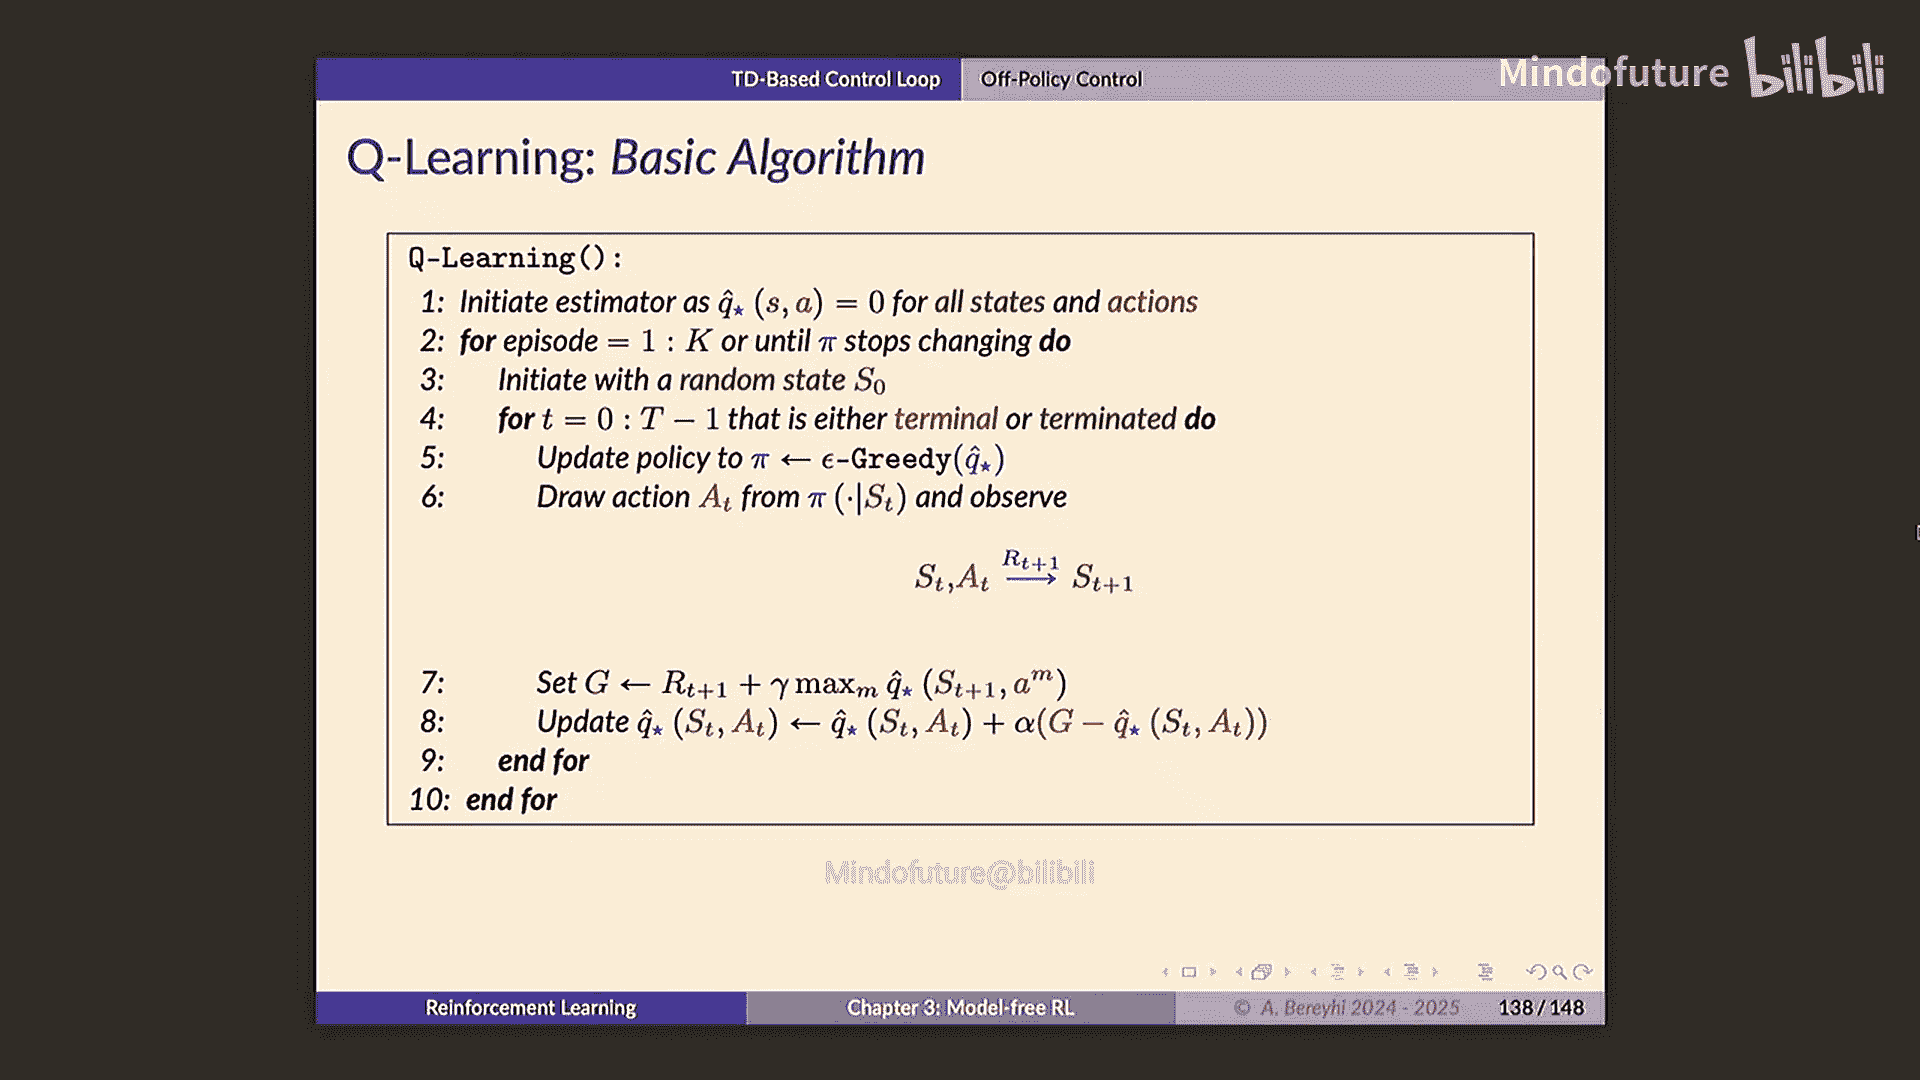 Mindofuture bilibili
TD-Based Control Loop Off-Policy Control
Q-Learning: Basic Algorithm
Q-Learning():
1: Initiate estimator as q̂⋆ (s, a) = 0 for all states and actions
2: for episode = 1 : K or until π stops changing do
3: Initiate with a random state S₀
4: for t = 0 : T − 1 that is either terminal or terminated do
5: Update policy to π ← ϵ-Greedy(q̂⋆)
6: Draw action Aₜ from π (·|Sₜ) and observe
Sₜ, Aₜ —Rₜ₊₁→ Sₜ₊₁
7: Set G ← Rₜ₊₁ + γ maxₘ q̂⋆ (Sₜ₊₁, aᵐ)
8: Update q̂⋆ (Sₜ, Aₜ) ← q̂⋆ (Sₜ, Aₜ) + α(G − q̂⋆ (Sₜ, Aₜ))
9: end for
10: end for
Mindofuture@bilibili
Reinforcement Learning Chapter 3: Model-free RL © A. Bereyhi 2024 - 2025 138 / 148